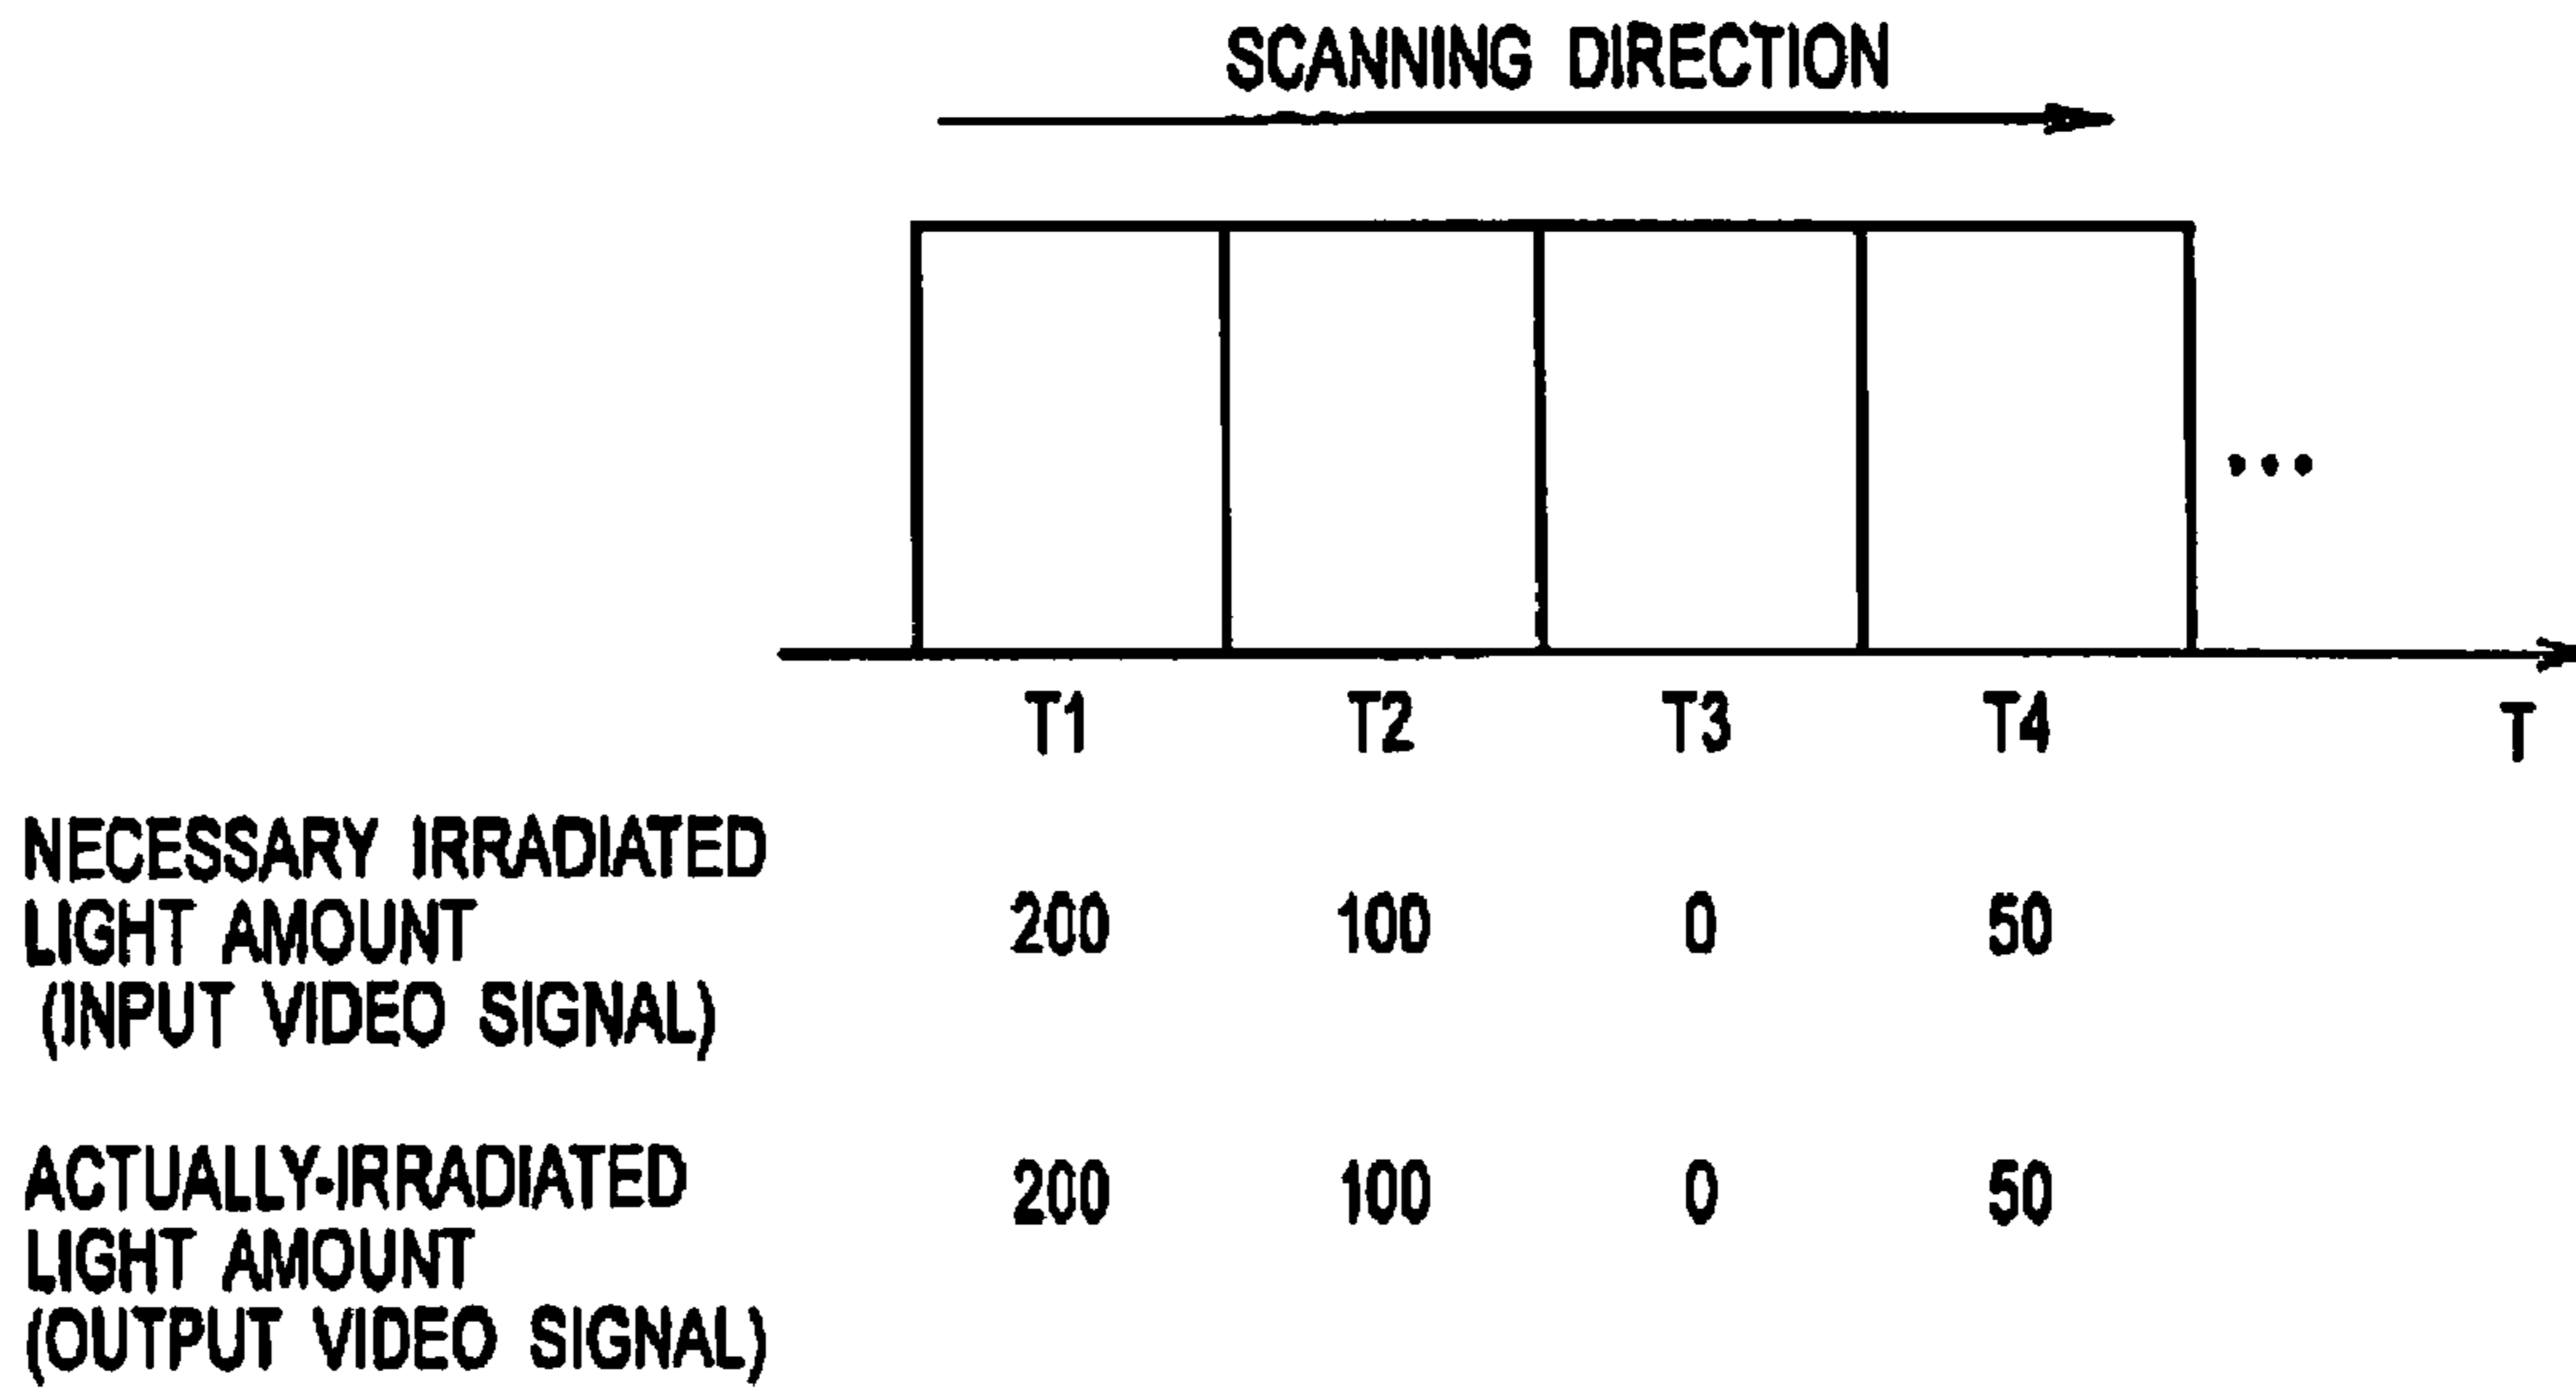 SCANNING DIRECTION
...
T1 T2 T3 T4 T
NECESSARY IRRADIATED
LIGHT AMOUNT 200 100 0 50
(INPUT VIDEO SIGNAL)
ACTUALLY-IRRADIATED 200 100 0 50
LIGHT AMOUNT
(OUTPUT VIDEO SIGNAL)